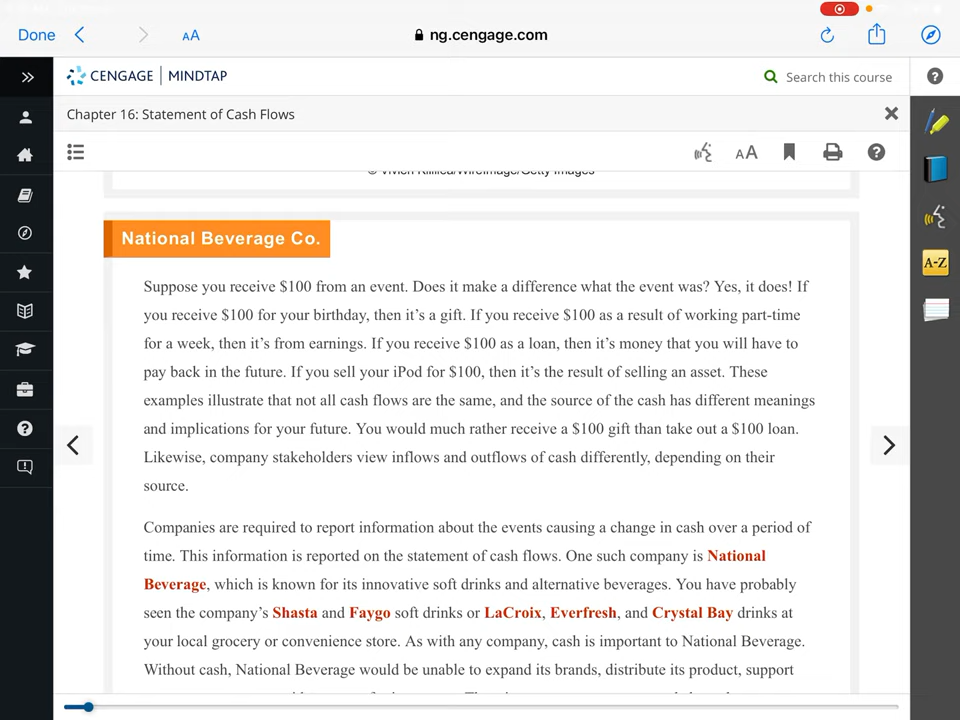 Done
AA
ng.cengage.com
CENGAGE | MINDTAP
Search this course
Chapter 16: Statement of Cash Flows
AA
© Vivien Killilea/WireImage/Getty Images
National Beverage Co.
Suppose you receive $100 from an event. Does it make a difference what the event was? Yes, it does! If
you receive $100 for your birthday, then it’s a gift. If you receive $100 as a result of working part-time
for a week, then it’s from earnings. If you receive $100 as a loan, then it’s money that you will have to
pay back in the future. If you sell your iPod for $100, then it’s the result of selling an asset. These
examples illustrate that not all cash flows are the same, and the source of the cash has different meanings
and implications for your future. You would much rather receive a $100 gift than take out a $100 loan.
Likewise, company stakeholders view inflows and outflows of cash differently, depending on their
source.
Companies are required to report information about the events causing a change in cash over a period of
time. This information is reported on the statement of cash flows. One such company is National
Beverage, which is known for its innovative soft drinks and alternative beverages. You have probably
seen the company’s Shasta and Faygo soft drinks or LaCroix, Everfresh, and Crystal Bay drinks at
your local grocery or convenience store. As with any company, cash is important to National Beverage.
Without cash, National Beverage would be unable to expand its brands, distribute its product, support
A-Z